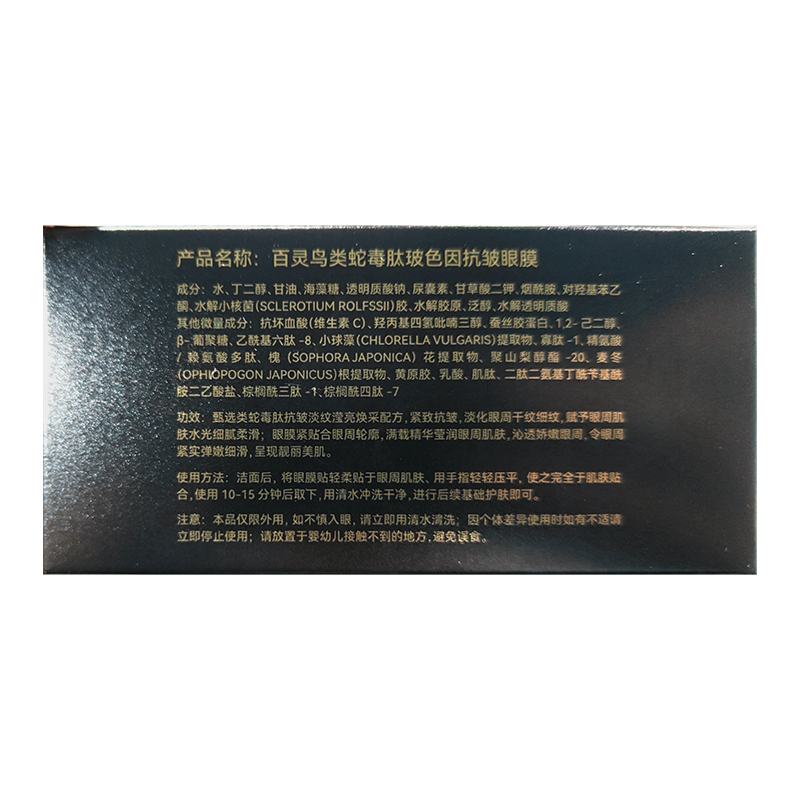 产品名称：百灵鸟类蛇毒肽玻色因抗皱眼膜
成分：水、丁二醇、甘油、海藻糖、透明质酸钠、尿囊素、甘草酸二钾、烟酰胺、对羟基苯乙
酮、水解小核菌(SCLEROTIUM ROLFSSII)胶、水解胶原、泛醇、水解透明质酸
其他微量成分：抗坏血酸(维生素C)、羟丙基四氢吡喃三醇、蚕丝胶蛋白、1,2-己二醇、
β-葡聚糖、乙酰基六肽-8、小球藻(CHLORELLA VULGARIS)提取物、寡肽-1、精氨酸
/赖氨酸多肽、槐(SOPHORA JAPONICA)花提取物、聚山梨醇酯-20、麦冬
(OPHIOPOGON JAPONICUS)根提取物、黄原胶、乳酸、肌肽、二肽二氨基丁酰苄基酰
胺二乙酸盐、棕榈酰三肽-1、棕榈酰四肽-7
功效：甄选类蛇毒肽抗皱淡纹滢亮焕采配方，紧致抗皱，淡化眼周干纹细纹，赋予眼周肌
肤水光细腻柔滑；眼膜紧贴合眼周轮廓，满载精华莹润眼周肌肤，沁透娇嫩眼周，令眼周
紧实弹嫩细滑，呈现靓丽美肌。
使用方法：洁面后，将眼膜贴轻柔贴于眼周肌肤、用手指轻轻压平，使之完全于肌肤贴
合，使用10-15分钟后取下，用清水冲洗干净，进行后续基础护肤即可。
注意：本品仅限外用，如不慎入眼，请立即用清水清洗；因个体差异使用时如有不适请
立即停止使用；请放置于婴幼儿接触不到的地方，避免误食。